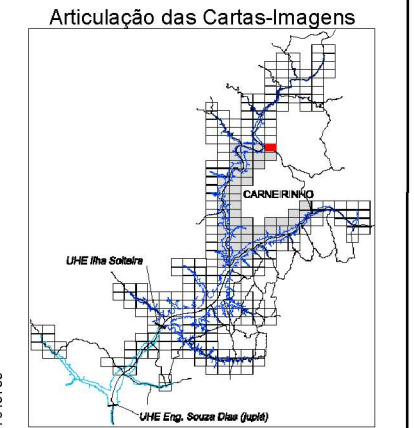 Articulação das Cartas-Imagens
CARNEIRINHO
UHE Ilha Solteira
UHE Eng. Souza Dias (jupiá)